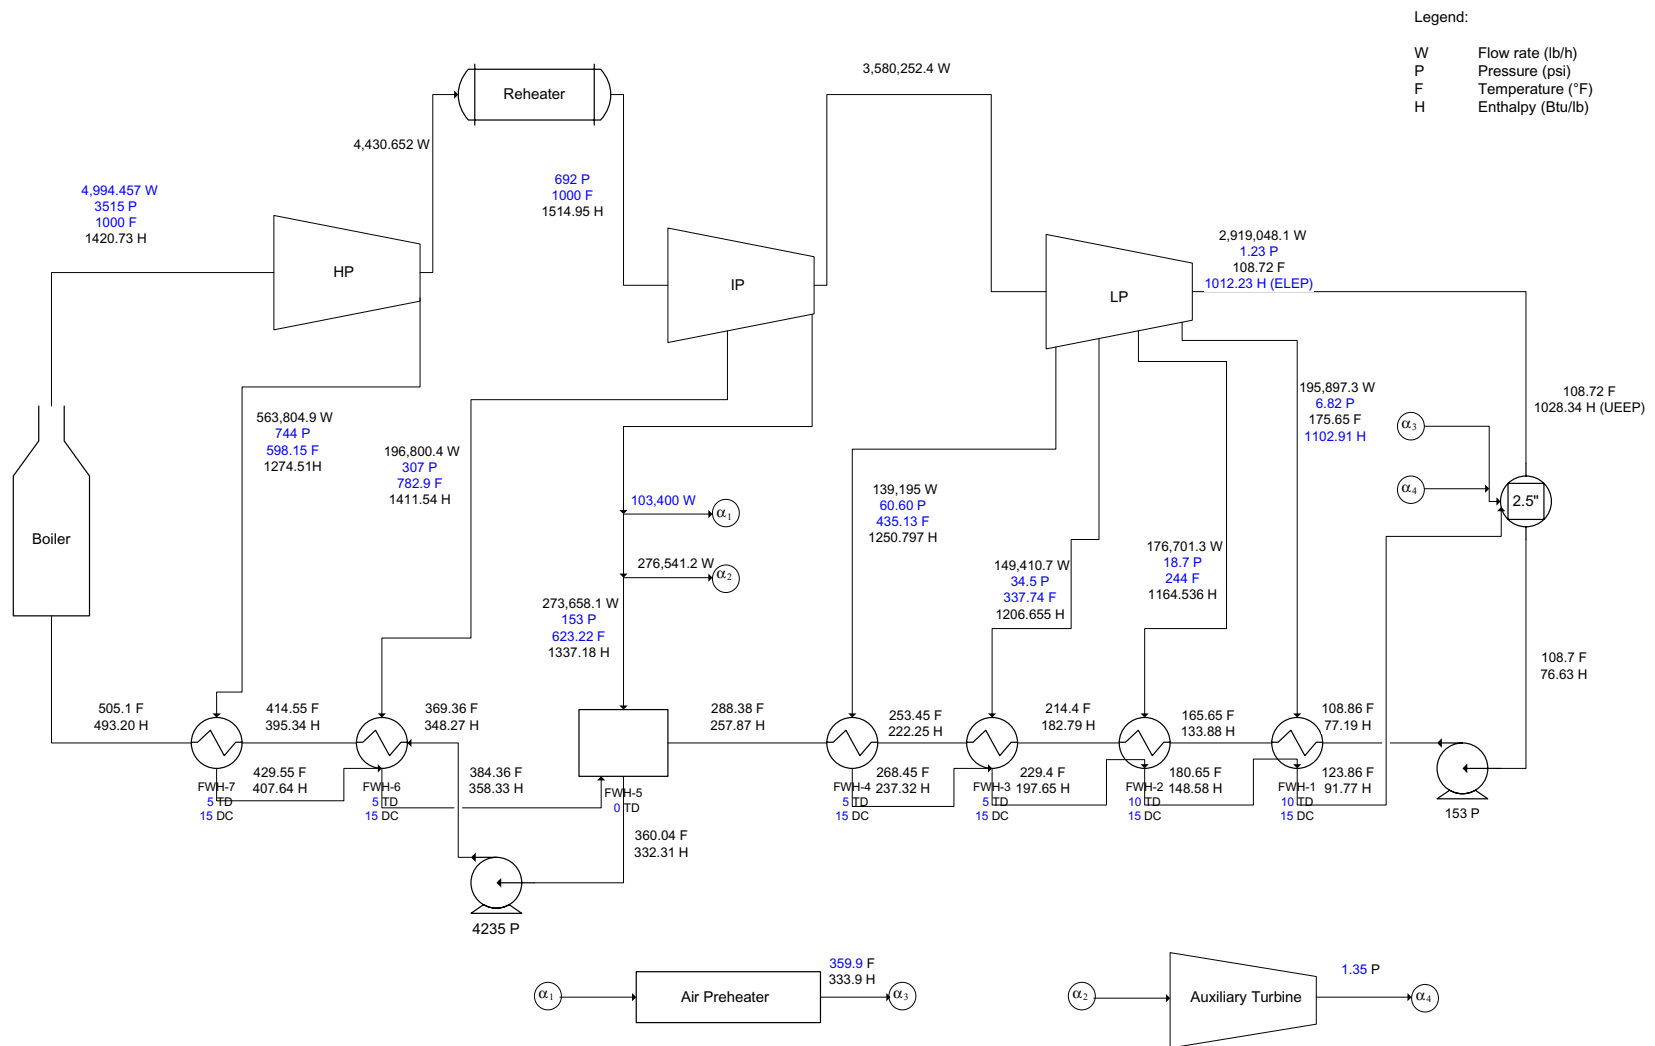 Legend:
W Flow rate (lb/h)
P Pressure (psi)
F Temperature (°F)
H Enthalpy (Btu/lb)
3,580,252.4 W
Reheater
4,430.652 W
4,994.457 W
3515 P
1000 F
1420.73 H
692 P
1000 F
1514.95 H
HP
IP
LP
2,919,048.1 W
1.23 P
108.72 F
1012.23 H (ELEP)
563,804.9 W
744 P
598.15 F
1274.51H
196,800.4 W
307 P
782.9 F
1411.54 H
195,897.3 W
6.82 P
175.65 F
1102.91 H
108.72 F
1028.34 H (UEEP)
α3
α4
2.5"
103,400 W
α1
276,541.2 W
α2
139,195 W
60.60 P
435.13 F
1250.797 H
149,410.7 W
34.5 P
337.74 F
1206.655 H
176,701.3 W
18.7 P
244 F
1164.536 H
Boiler
273,658.1 W
153 P
623.22 F
1337.18 H
108.7 F
76.63 H
505.1 F
493.20 H
414.55 F
395.34 H
369.36 F
348.27 H
288.38 F
257.87 H
253.45 F
222.25 H
214.4 F
182.79 H
165.65 F
133.88 H
108.86 F
77.19 H
FWH-7
5 TD
15 DC
429.55 F
407.64 H
FWH-6
5 TD
15 DC
384.36 F
358.33 H
FWH-5
0 TD
FWH-4
5 TD
15 DC
268.45 F
237.32 H
FWH-3
5 TD
15 DC
229.4 F
197.65 H
FWH-2
10 TD
15 DC
180.65 F
148.58 H
FWH-1
10 TD
15 DC
123.86 F
91.77 H
153 P
360.04 F
332.31 H
4235 P
α1
Air Preheater
359.9 F
333.9 H
α3
α2
Auxiliary Turbine
1.35 P
α4